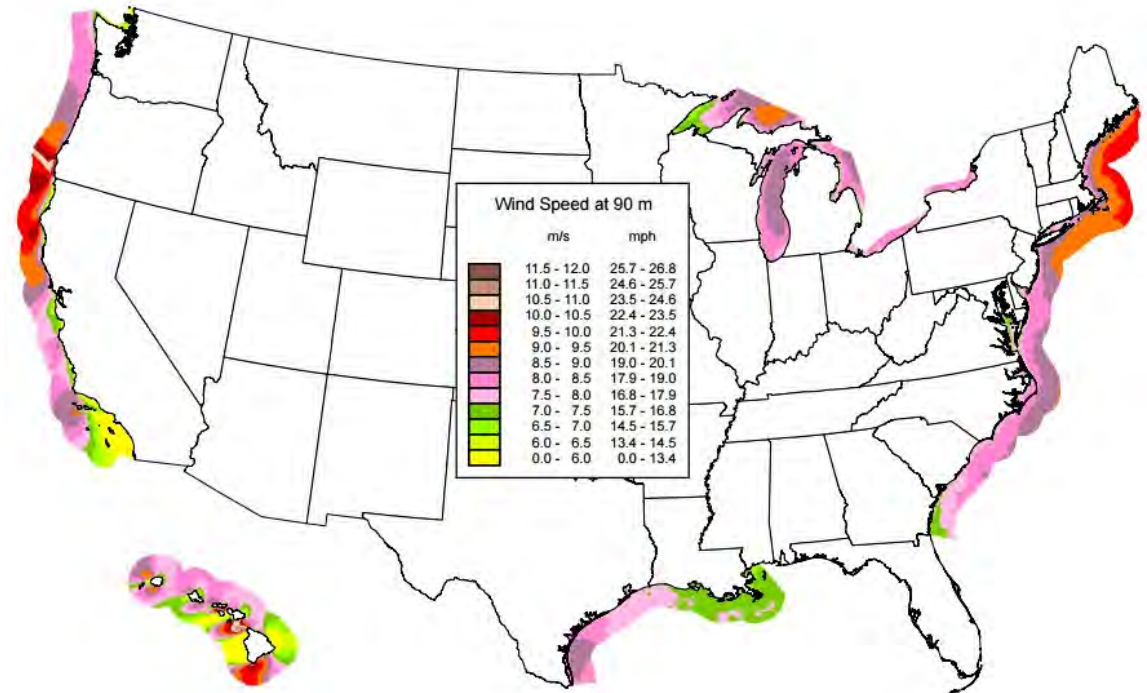 Wind Speed at 90 m
m/s mph
11.5 - 12.0 25.7 - 26.8
11.0 - 11.5 24.6 - 25.7
10.5 - 11.0 23.5 - 24.6
10.0 - 10.5 22.4 - 23.5
9.5 - 10.0 21.3 - 22.4
9.0 - 9.5 20.1 - 21.3
8.5 - 9.0 19.0 - 20.1
8.0 - 8.5 17.9 - 19.0
7.5 - 8.0 16.8 - 17.9
7.0 - 7.5 15.7 - 16.8
6.5 - 7.0 14.5 - 15.7
6.0 - 6.5 13.4 - 14.5
0.0 - 6.0 0.0 - 13.4